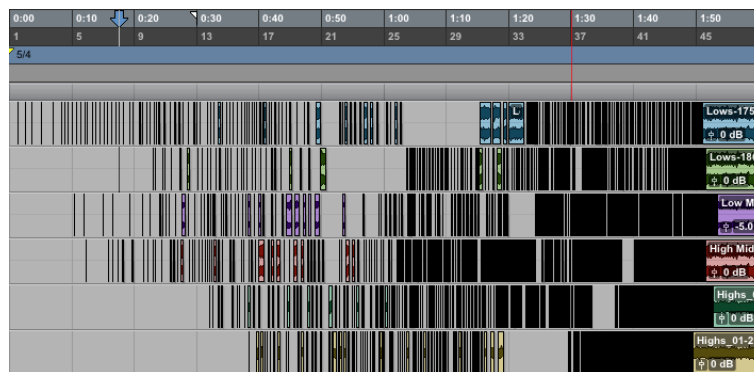 0:00 0:10 0:20 0:30 0:40 0:50 1:00 1:10 1:20 1:30 1:40 1:50
1 5 9 13 17 21 25 29 33 37 41 45
5/4
L Lows-175
0 dB
Lows-180
0 dB
Low M
-5.0
High Mid
0 dB
Highs_
0 dB
Highs_01-2
0 dB